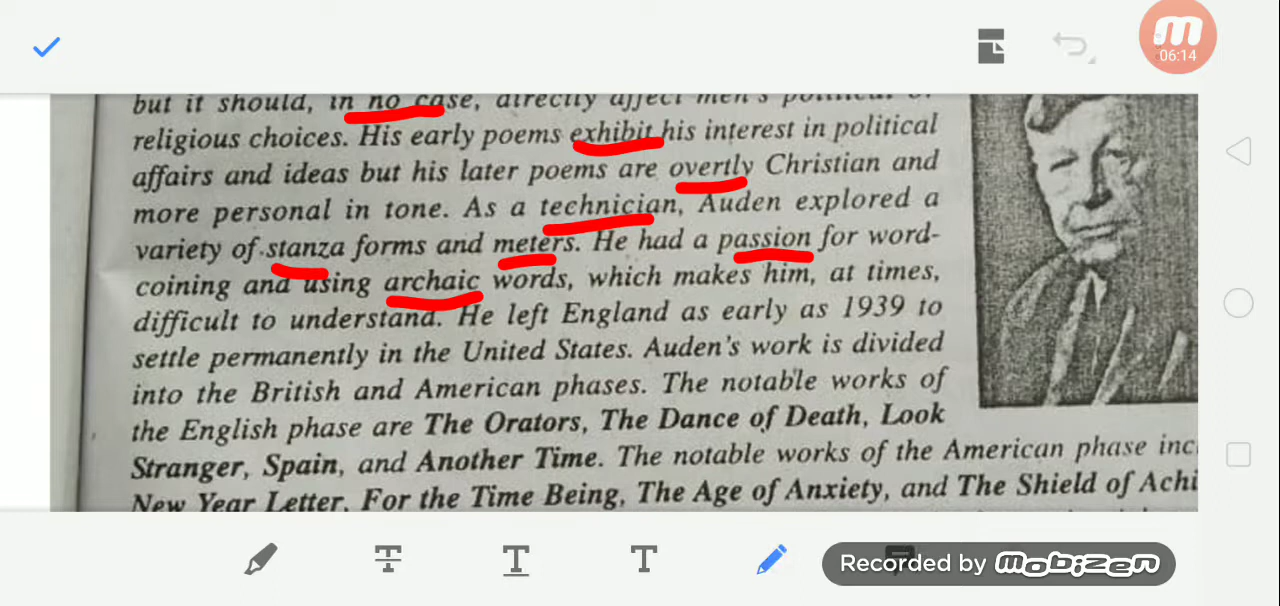 06:14
but it should, in no case, directly affect men's political or
religious choices. His early poems exhibit his interest in political
affairs and ideas but his later poems are overtly Christian and
more personal in tone. As a technician, Auden explored a
variety of stanza forms and meters. He had a passion for word-
coining and using archaic words, which makes him, at times,
difficult to understand. He left England as early as 1939 to
settle permanently in the United States. Auden's work is divided
into the British and American phases. The notable works of
the English phase are The Orators, The Dance of Death, Look
Stranger, Spain, and Another Time. The notable works of the American phase inc
New Year Letter, For the Time Being, The Age of Anxiety, and The Shield of Achi
T T T
Recorded by mobizen